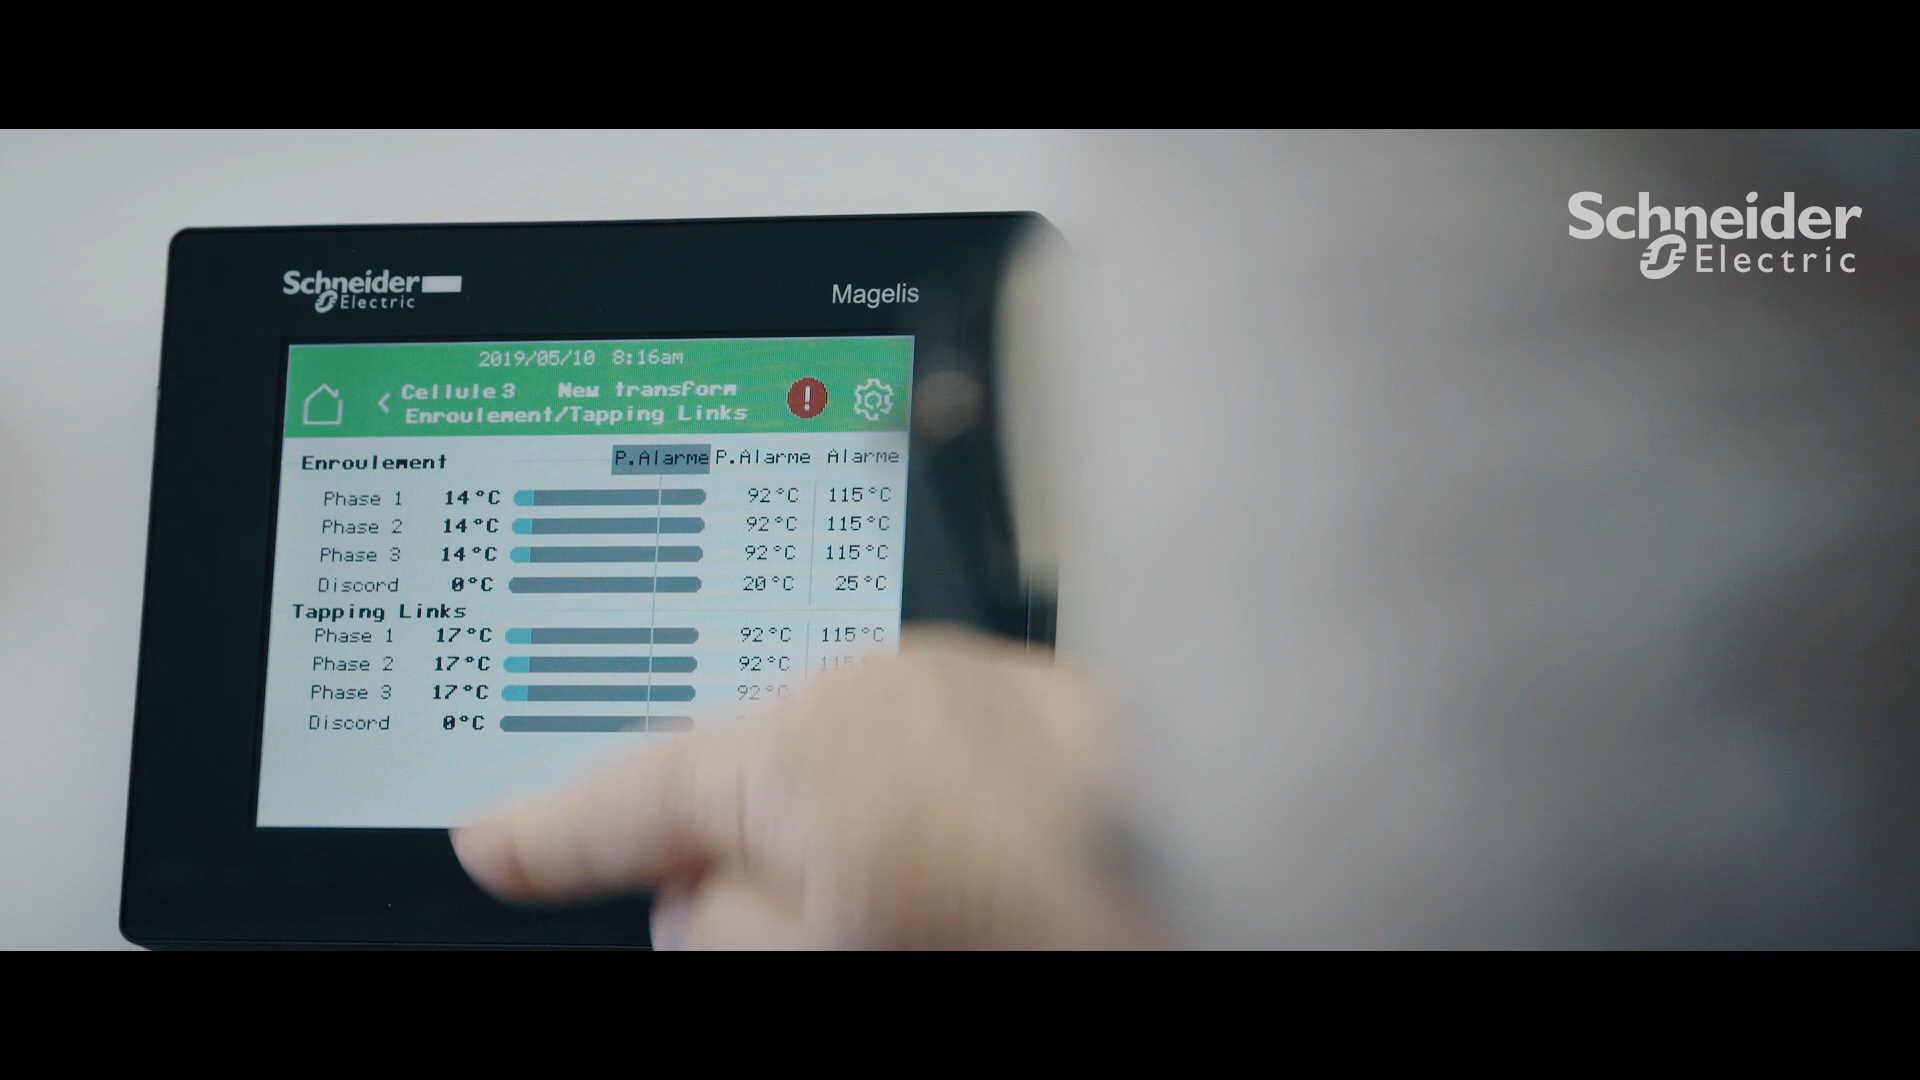 Schneider
Electric
Schneider
Electric
Magelis
2019/05/10 8:16am
Cellule 3 New transform
Enroulement/Tapping Links
Enroulement P.Alarme P.Alarme Alarme
Phase 1 14°C 92°C 115°C
Phase 2 14°C 92°C 115°C
Phase 3 14°C 92°C 115°C
Discord 0°C 20°C 25°C
Tapping Links
Phase 1 17°C 92°C 115°C
Phase 2 17°C 92°C 115
Phase 3 17°C 92°C
Discord 0°C